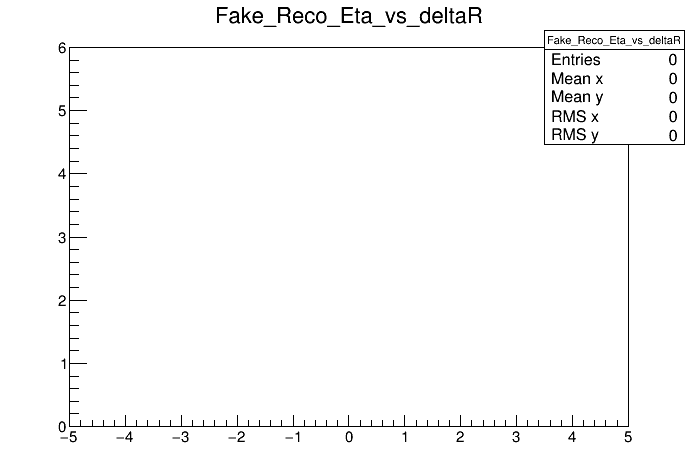 Fake_Reco_Eta_vs_deltaR
Fake_Reco_Eta_vs_deltaR
Entries 0
Mean x 0
Mean y 0
RMS x 0
RMS y 0
6
5
4
3
2
1
0
−5 −4 −3 −2 −1 0 1 2 3 4 5